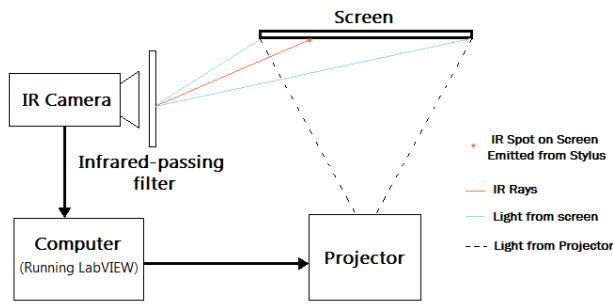 Screen
IR Camera
Infrared-passing
filter
IR Spot on Screen
Emitted from Stylus
IR Rays
Light from screen
Light from Projector
Computer
(Running LabVIEW)
Projector